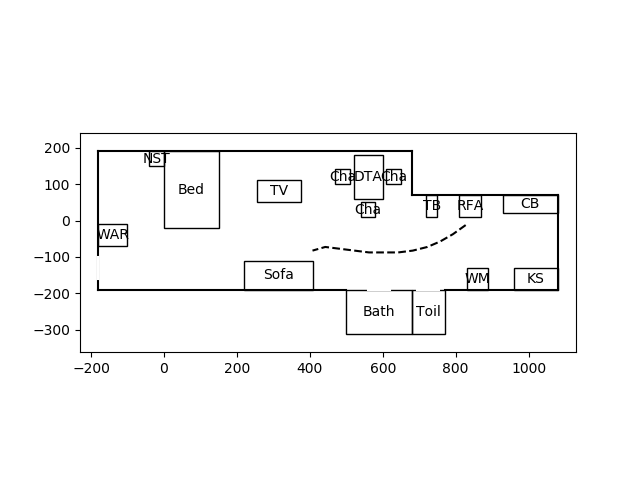 200
100
0
−100
−200
−300
NST
Bed
TV
Cha
DTA
Cha
Cha
TB
RFA
CB
WAR
Sofa
WM
KS
Bath
Toil
−200
0
200
400
600
800
1000